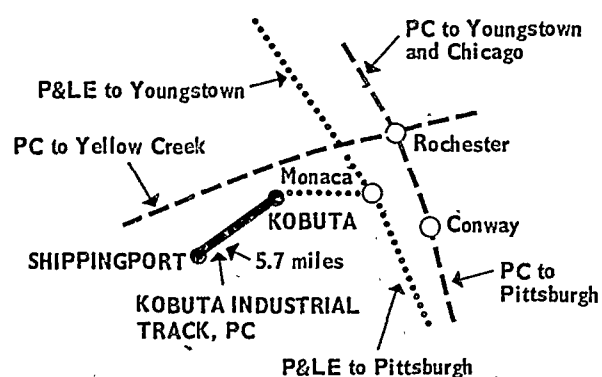 PC to Youngstown
and Chicago
P&LE to Youngstown
PC to Yellow Creek
Rochester
Monaca
KOBUTA
Conway
SHIPPINGPORT
5.7 miles
PC to
Pittsburgh
KOBUTA INDUSTRIAL
TRACK, PC
P&LE to Pittsburgh